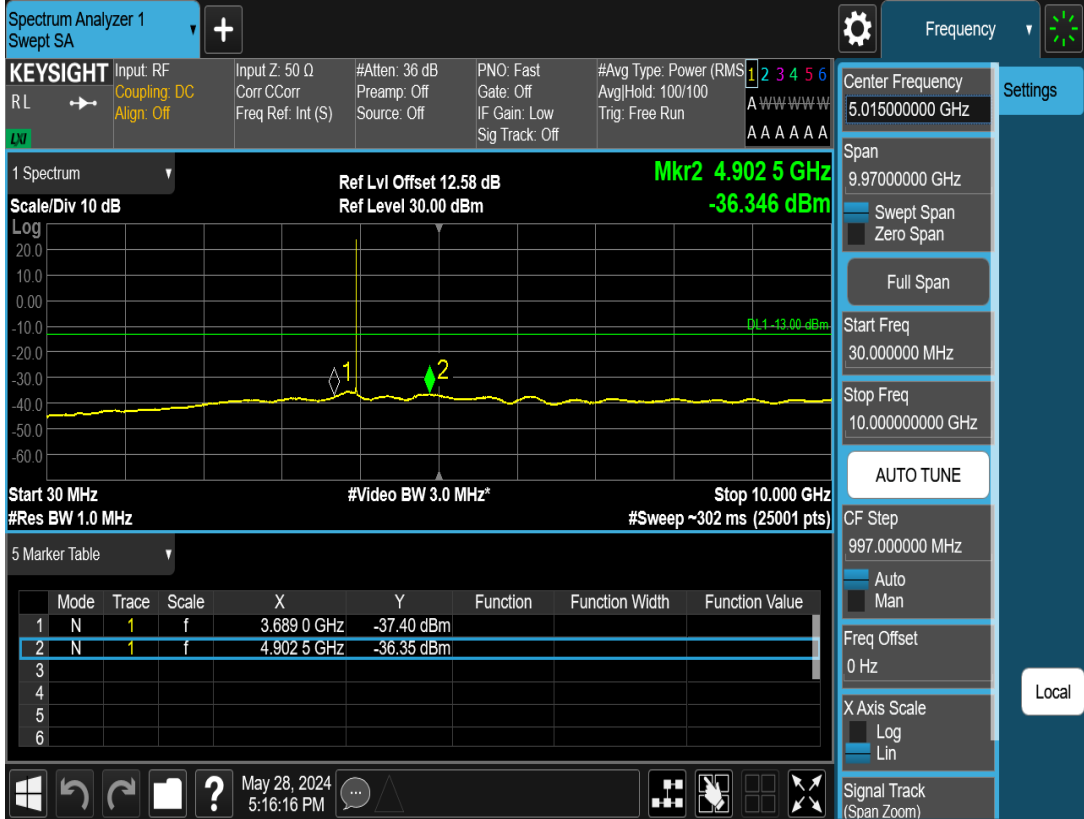 Spectrum Analyzer 1
Swept SA
Frequency
KEYSIGHT
R L
LXI
Input: RF
Coupling: DC
Align: Off
Input Z: 50 Ω
Corr CCorr
Freq Ref: Int (S)
#Atten: 36 dB
Preamp: Off
Source: Off
PNO: Fast
Gate: Off
IF Gain: Low
Sig Track: Off
#Avg Type: Power (RMS
Avg|Hold: 100/100
Trig: Free Run
1 2 3 4 5 6
A W W W W W
A A A A A A
1 Spectrum
Scale/Div 10 dB
Ref Lvl Offset 12.58 dB
Ref Level 30.00 dBm
Mkr2 4.902 5 GHz
-36.346 dBm
Log
20.0
10.0
0.00
-10.0
-20.0
-30.0
-40.0
-50.0
-60.0
DL1 -13.00 dBm
1
2
Start 30 MHz
#Video BW 3.0 MHz*
Stop 10.000 GHz
#Res BW 1.0 MHz
#Sweep ~302 ms (25001 pts)
5 Marker Table
Mode Trace Scale X Y Function Function Width Function Value
1 N 1 f 3.689 0 GHz -37.40 dBm
2 N 1 f 4.902 5 GHz -36.35 dBm
3
4
5
6
?
May 28, 2024
5:16:16 PM
Center Frequency
5.015000000 GHz
Span
9.97000000 GHz
Swept Span
Zero Span
Full Span
Start Freq
30.000000 MHz
Stop Freq
10.000000000 GHz
AUTO TUNE
CF Step
997.000000 MHz
Auto
Man
Freq Offset
0 Hz
X Axis Scale
Log
Lin
Signal Track
(Span Zoom)
Settings
Local